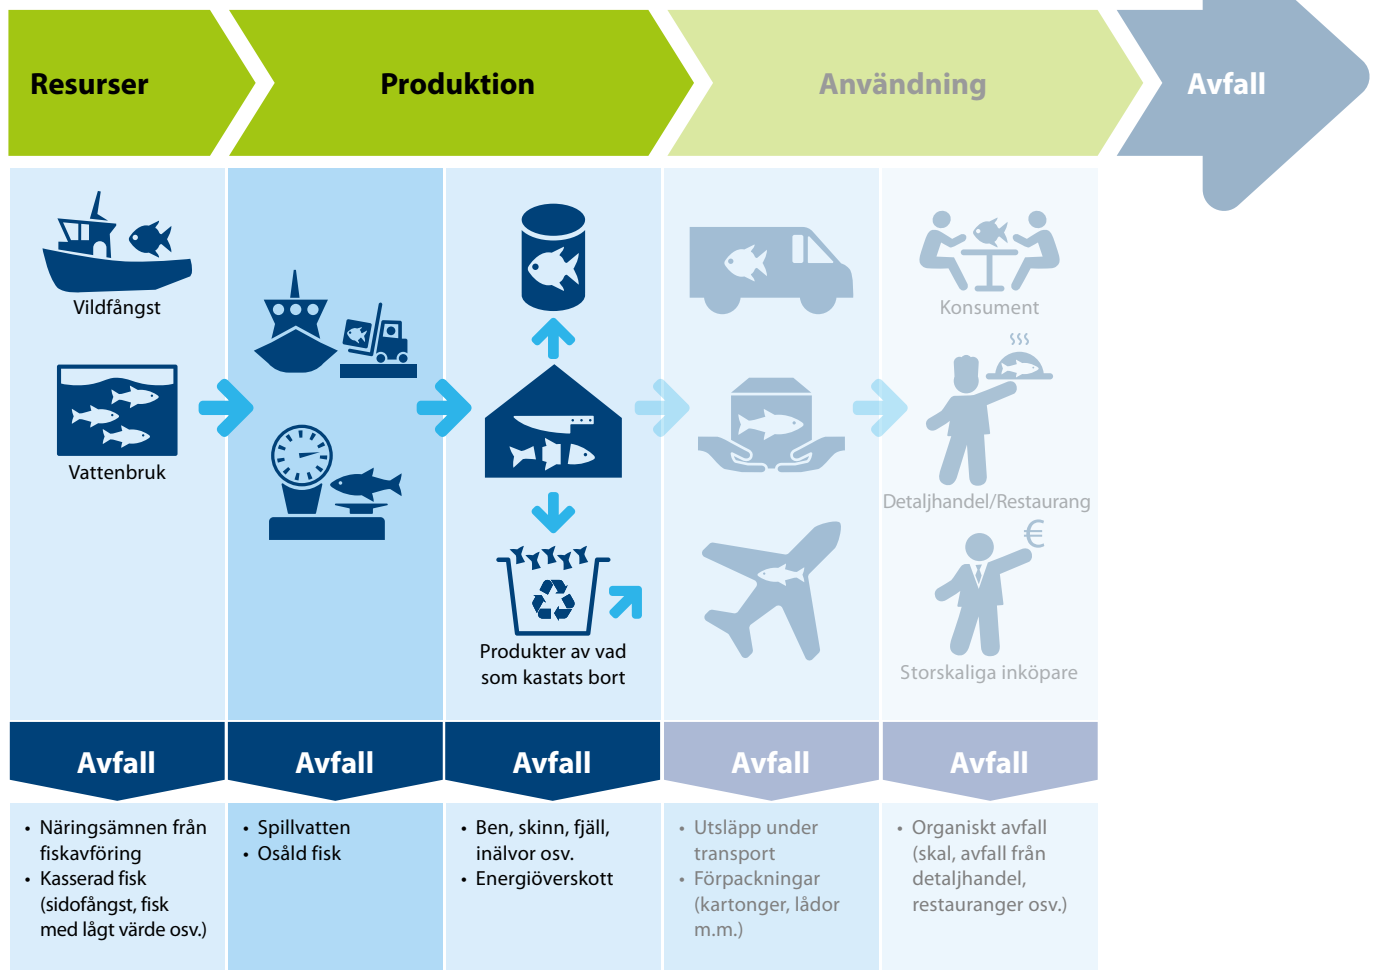 Resurser
Produktion
Användning
Avfall
Vildfångst
Vattenbruk
Produkter av vad
som kastats bort
Konsument
Detaljhandel/Restaurang
€
Storskaliga inköpare
Avfall
Avfall
Avfall
Avfall
Avfall
• Näringsämnen från
fiskavföring
• Kasserad fisk
(sidofångst, fisk
med lågt värde osv.)
• Spillvatten
• Osåld fisk
• Ben, skinn, fjäll,
inälvor osv.
• Energiöverskott
• Utsläpp under
transport
• Förpackningar
(kartonger, lådor
m.m.)
• Organiskt avfall
(skal, avfall från
detaljhandel,
restauranger osv.)